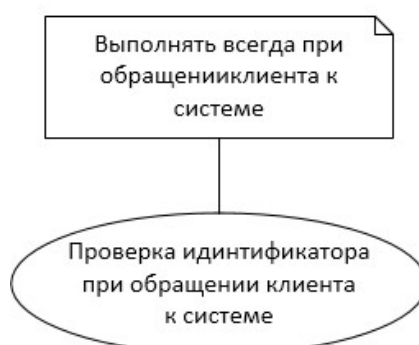 Выполнять всегда при
обращенииклиента к
системе
Проверка идинтификатора
при обращении клиента
к системе